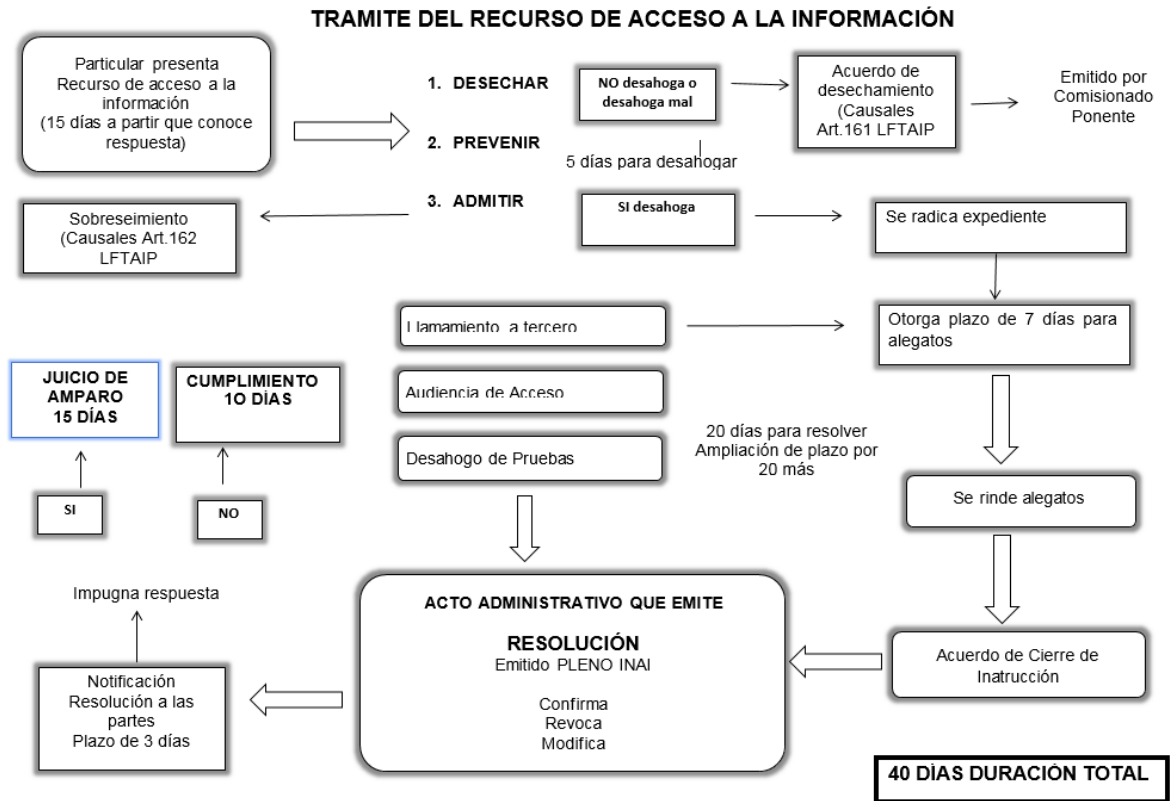 TRAMITE DEL RECURSO DE ACCESO A LA INFORMACIÓN
Particular presenta
Recurso de acceso a la
información
(15 días a partir que conoce
respuesta)
1. DESECHAR
2. PREVENIR
3. ADMITIR
NO desahoga o
desahoga mal
5 días para desahogar
SI desahoga
Acuerdo de
desechamiento
(Causales
Art.161 LFTAIP
Emitido por
Comisionado
Ponente
Sobreseimiento
(Causales Art.162
LFTAIP
Se radica expediente
Llamamiento a tercero
Otorga plazo de 7 días para
alegatos
JUICIO DE
AMPARO
15 DÍAS
CUMPLIMIENTO
1O DÍAS
Audiencia de Acceso
Desahogo de Pruebas
20 días para resolver
Ampliación de plazo por
20 más
Se rinde alegatos
SI
NO
Impugna respuesta
ACTO ADMINISTRATIVO QUE EMITE
RESOLUCIÓN
Emitido PLENO INAI
Confirma
Revoca
Modifica
Acuerdo de Cierre de
Inatrucción
Notificación
Resolución a las
partes
Plazo de 3 días
40 DÍAS DURACIÓN TOTAL